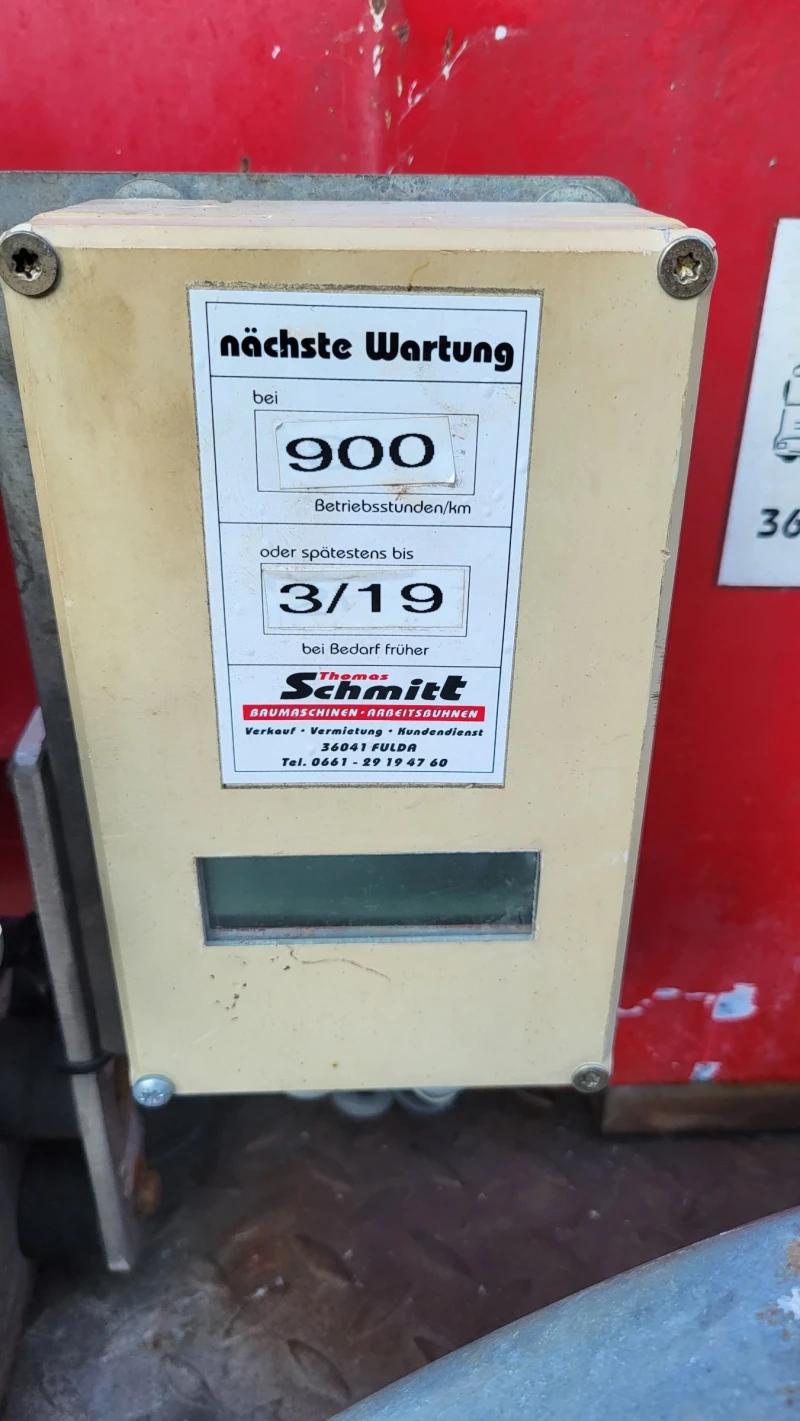 nächste Wartung
bei
900
Betriebsstunden/km
oder spätestens bis
3/19
bei Bedarf früher
Thomas
Schmitt
BAUMASCHINEN · ARBEITSBÜHNEN
Verkauf · Vermietung · Kundendienst
36041 FULDA
Tel. 0661 - 29 19 47 60
36